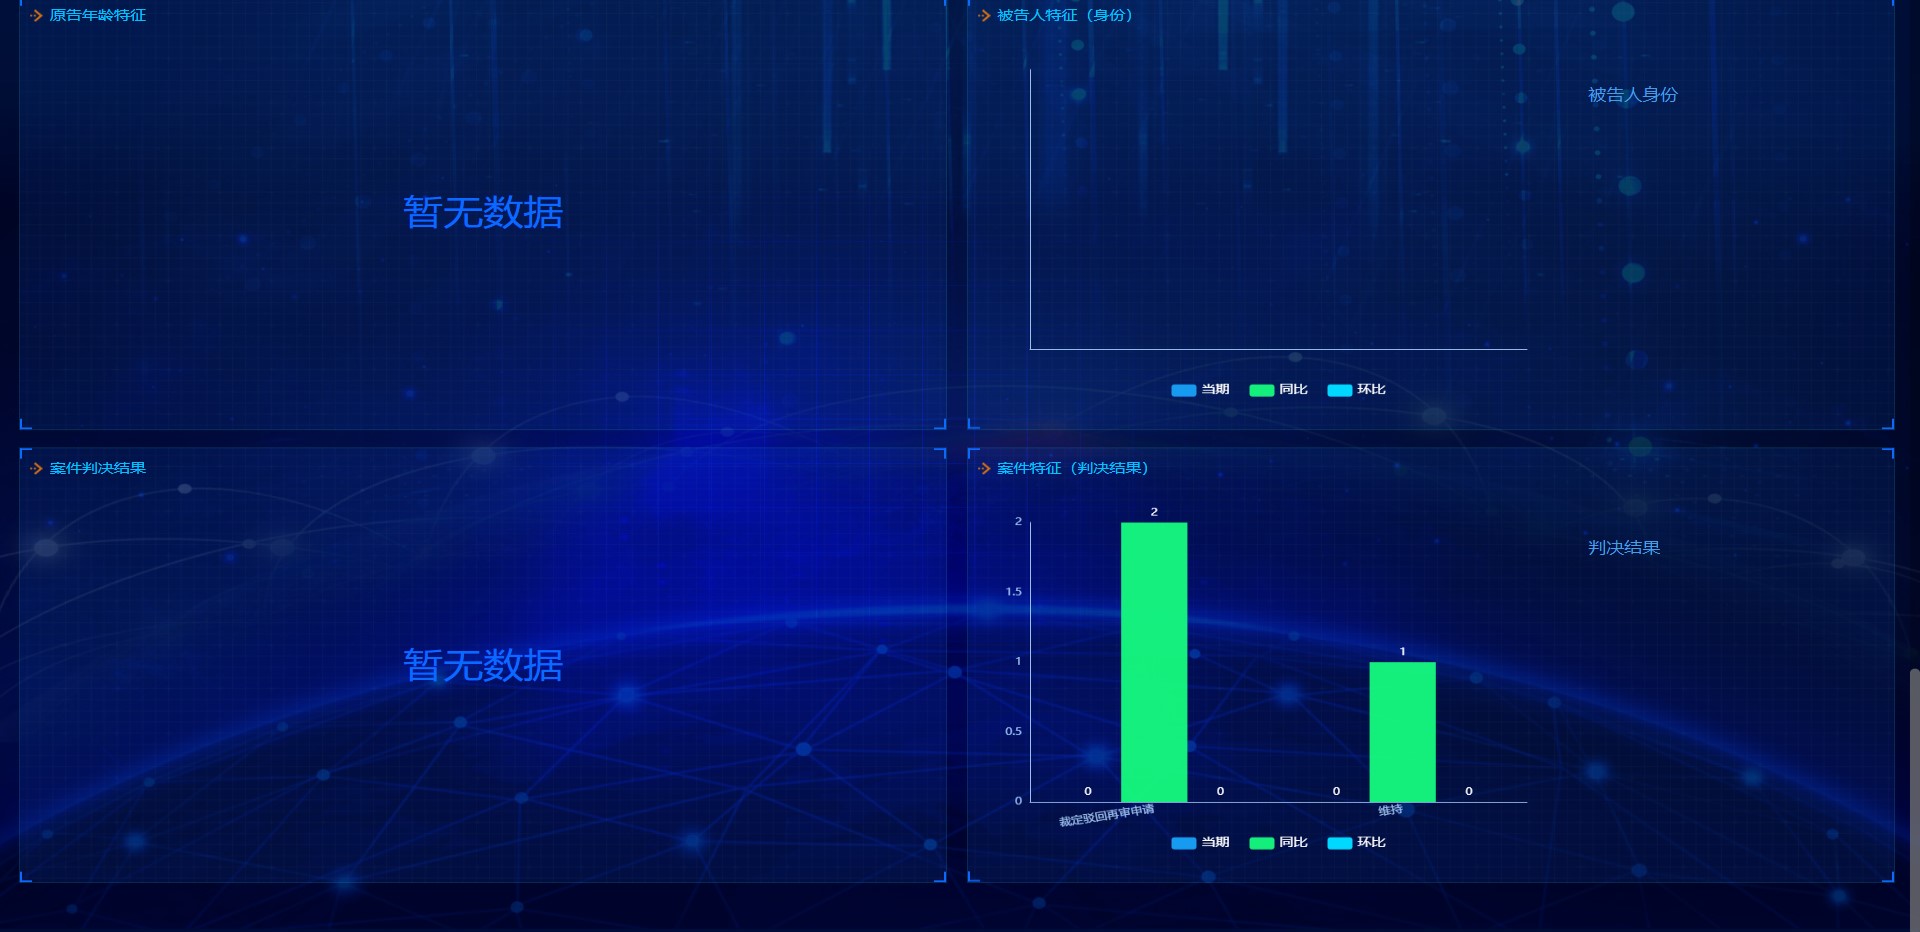 原告年龄特征
暂无数据
被告人特征（身份）
被告人身份
当期 同比 环比
案件判决结果
暂无数据
案件特征（判决结果）
判决结果
2
1.5
1
0.5
0
0 2 0 0 1 0
裁定驳回再审申请 维持
当期 同比 环比